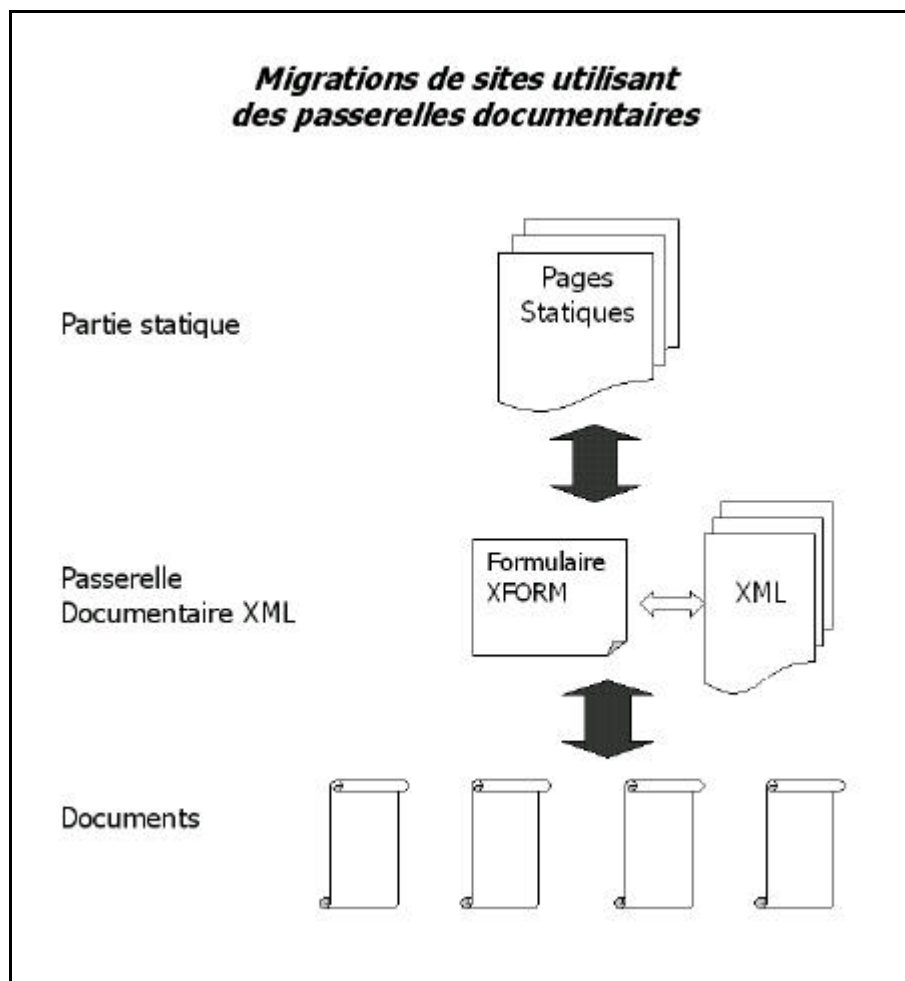 Migrations de sites utilisant
des passerelles documentaires
Pages
Statiques
Partie statique
Formulaire
XFORM
XML
Passerelle
Documentaire XML
Documents